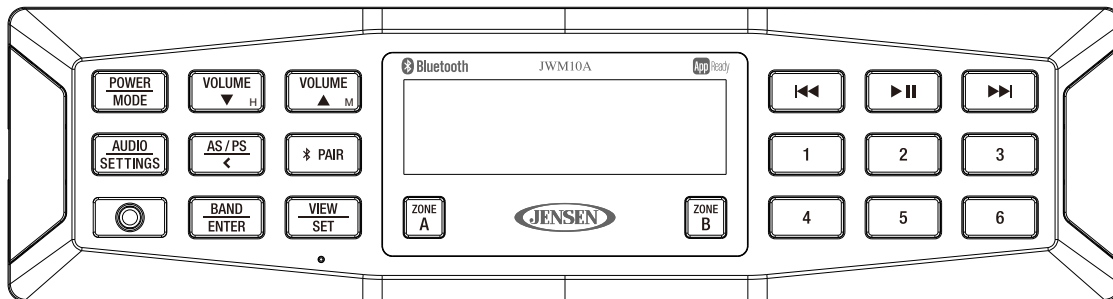 Bluetooth JWM10A App Ready
POWER
MODE
VOLUME
▼ H
VOLUME
▲ M
AUDIO
SETTINGS
AS/PS
<
PAIR
BAND
ENTER
VIEW
SET
ZONE
A
JENSEN
ZONE
B
1 2 3
4 5 6